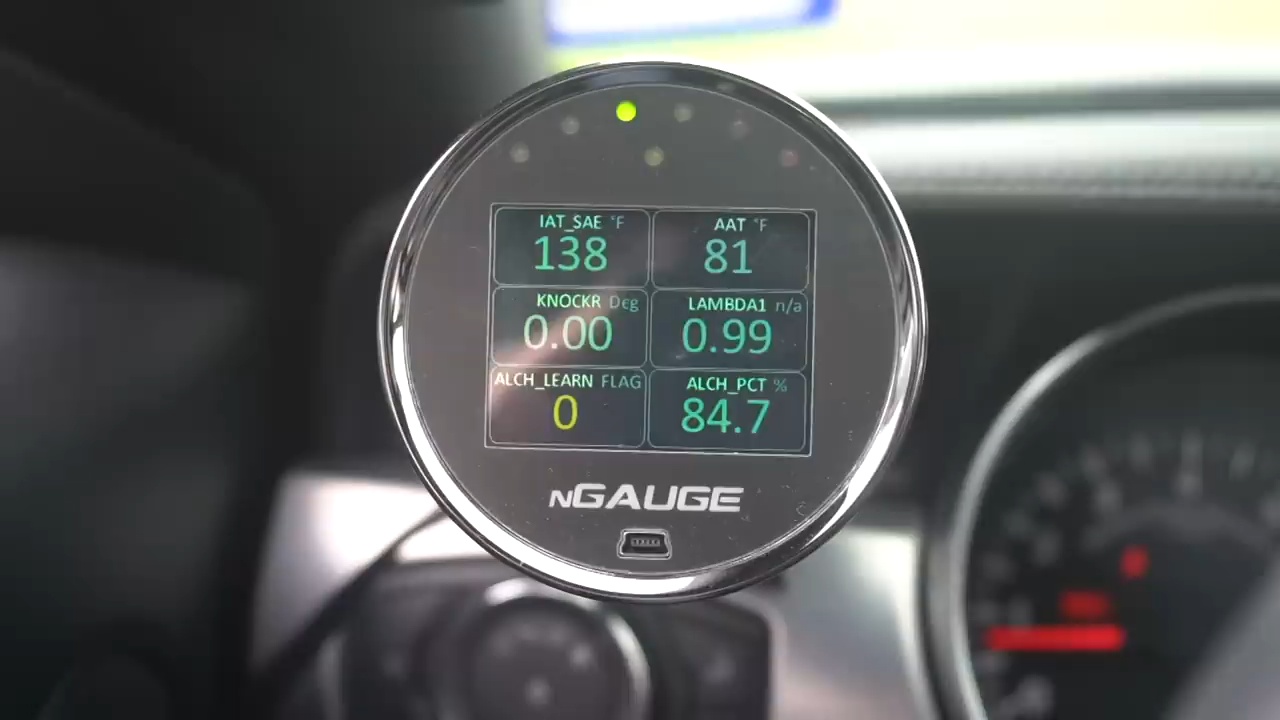 IAT_SAE °F
138
AAT °F
81
KNOCKR Deg
0.00
LAMBDA1 n/a
0.99
ALCH_LEARN FLAG
0
ALCH_PCT %
84.7
nGAUGE